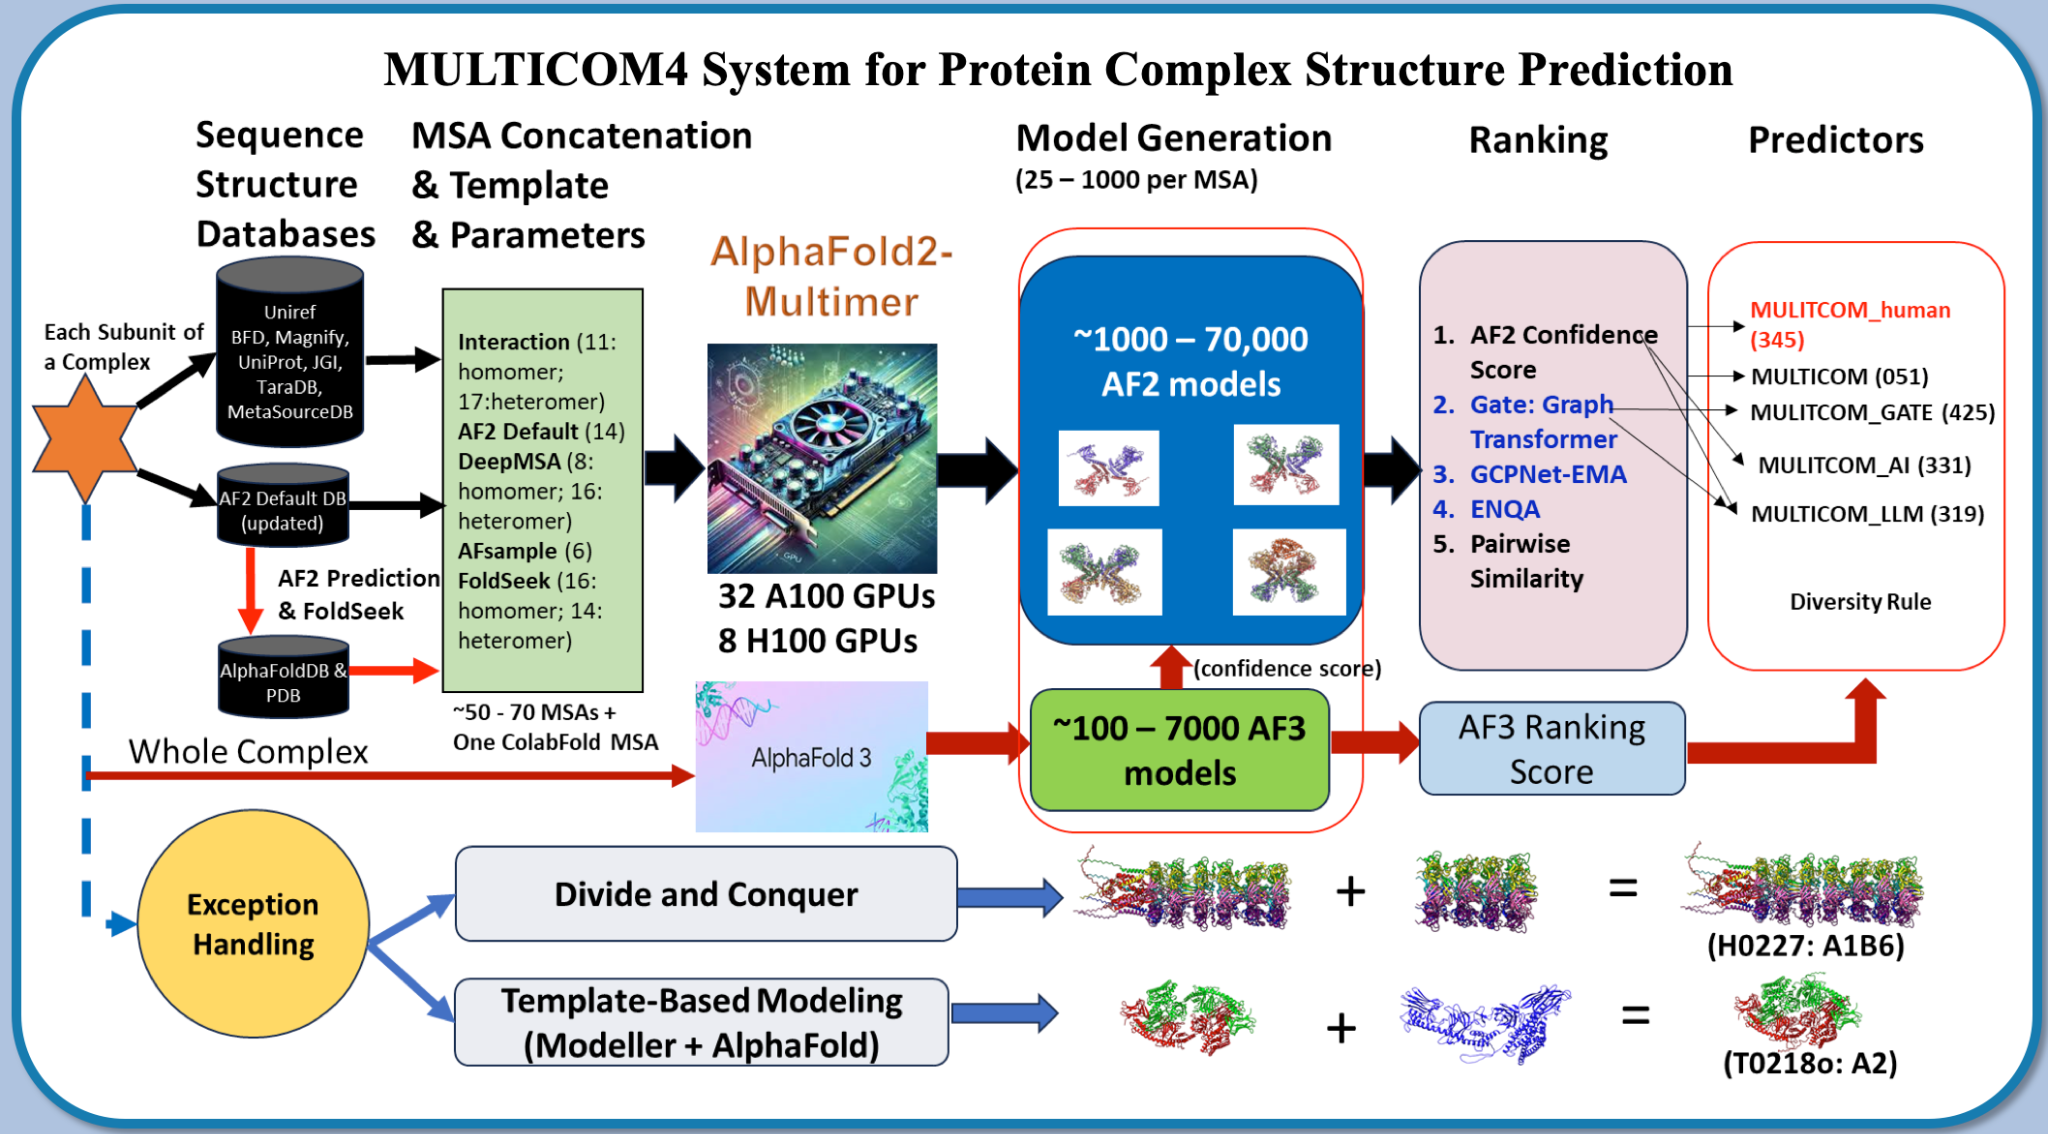 MULTICOM4 System for Protein Complex Structure Prediction
Sequence
Structure
Databases
MSA Concatenation
& Template
& Parameters
Model Generation
(25 – 1000 per MSA)
Ranking
Predictors
Each Subunit of
a Complex
Uniref
BFD, Magnify,
UniProt, JGI,
TaraDB,
MetaSourceDB
AF2 Default DB
(updated)
AF2 Prediction
& FoldSeek
AlphaFoldDB &
PDB
Interaction (11:
homomer;
17:heteromer)
AF2 Default (14)
DeepMSA (8:
homomer; 16:
heteromer)
AFsample (6)
FoldSeek (16:
homomer; 14:
heteromer)
~50 - 70 MSAs +
One ColabFold MSA
AlphaFold2-
Multimer
GPU
32 A100 GPUs
8 H100 GPUs
~1000 – 70,000
AF2 models
(confidence score)
1. AF2 Confidence
Score
2. Gate: Graph
Transformer
3. GCPNet-EMA
4. ENQA
5. Pairwise
Similarity
MULITCOM_human
(345)
MULTICOM (051)
MULITCOM_GATE (425)
MULITCOM_AI (331)
MULTICOM_LLM (319)
Diversity Rule
Whole Complex
AlphaFold 3
~100 – 7000 AF3
models
AF3 Ranking
Score
Exception
Handling
Divide and Conquer
+
=
(H0227: A1B6)
Template-Based Modeling
(Modeller + AlphaFold)
+
=
(T0218o: A2)